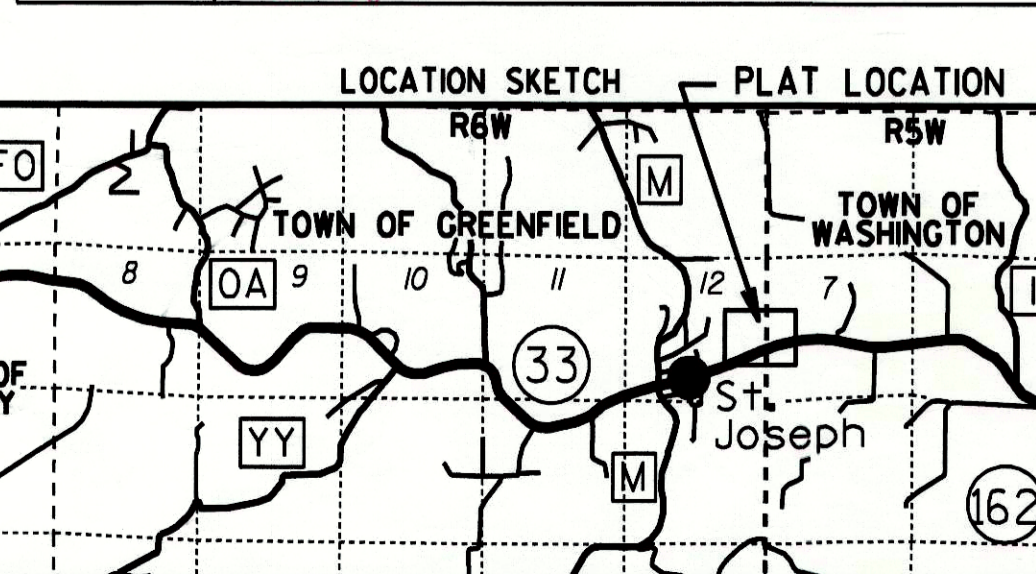 LOCATION SKETCH
PLAT LOCATION
R6W
R5W
FO
M
TOWN OF
WASHINGTON
TOWN OF GREENFIELD
8
OA
9
10
11
12
7
33
OF
Y
St.
Joseph
YY
M
162